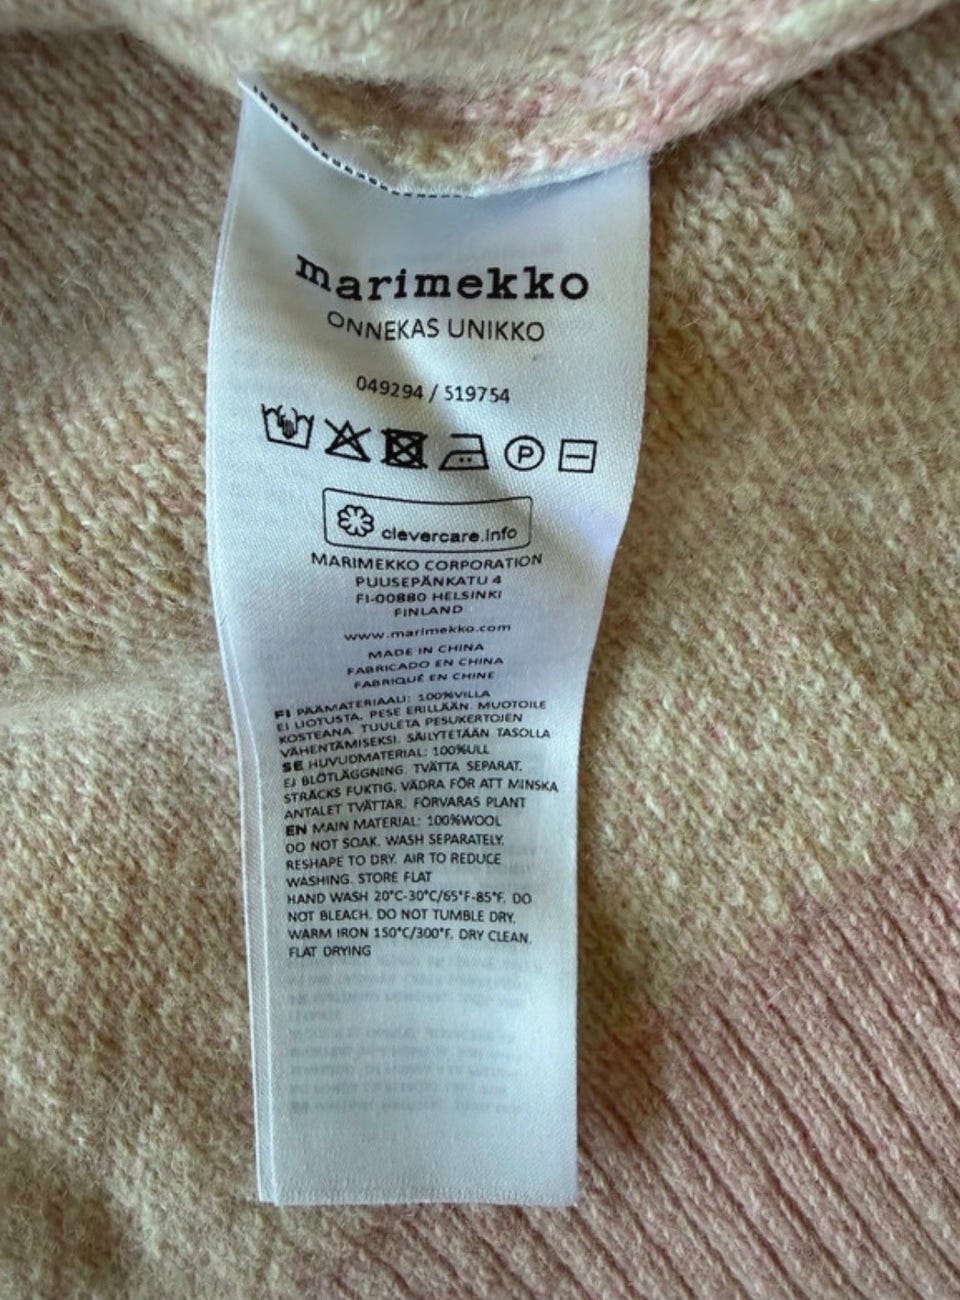 marimekko
ONNEKAS UNIKKO
049294 / 519754
P
clevercare.info
MARIMEKKO CORPORATION
PUUSEPÄNKATU 4
FI-00880 HELSINKI
FINLAND
www.marimekko.com
MADE IN CHINA
FABRICADO EN CHINA
FABRIQUÉ EN CHINE
FI PÄÄMATERIAALI: 100%VILLA
EI LIOTUSTA. PESE ERILLÄÄN. MUOTOILE
KOSTEANA. TUULETA PESUKERTOJEN
VÄHENTÄMISEKSI. SÄILYTETÄÄN TASOLLA
SE HUVUDMATERIAL: 100%ULL
EJ BLÖTLÄGGNING. TVÄTTA SEPARAT.
STRÄCKS FUKTIG. VÄDRA FÖR ATT MINSKA
ANTALET TVÄTTAR. FÖRVARAS PLANT
EN MAIN MATERIAL: 100%WOOL
DO NOT SOAK. WASH SEPARATELY.
RESHAPE TO DRY. AIR TO REDUCE
WASHING. STORE FLAT
HAND WASH 20°C-30°C/65°F-85°F. DO
NOT BLEACH. DO NOT TUMBLE DRY.
WARM IRON 150°C/300°F. DRY CLEAN.
FLAT DRYING